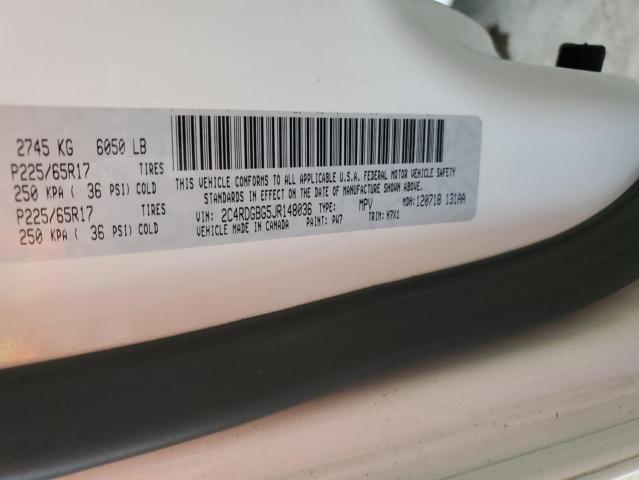 2745 KG 6050 LB
P225/65R17 TIRES
250 KPA ( 36 PSI) COLD
P225/65R17 TIRES
250 KPA ( 36 PSI) COLD
THIS VEHICLE CONFORMS TO ALL APPLICABLE U.S.A. FEDERAL MOTOR VEHICLE SAFETY
STANDARDS IN EFFECT ON THE DATE OF MANUFACTURE SHOWN ABOVE.
VIN: 2C4RDGBG5JR148036 TYPE: MPV MDH:120718 131AA
VEHICLE MADE IN CANADA PAINT: PW7 TRIM: H7X1